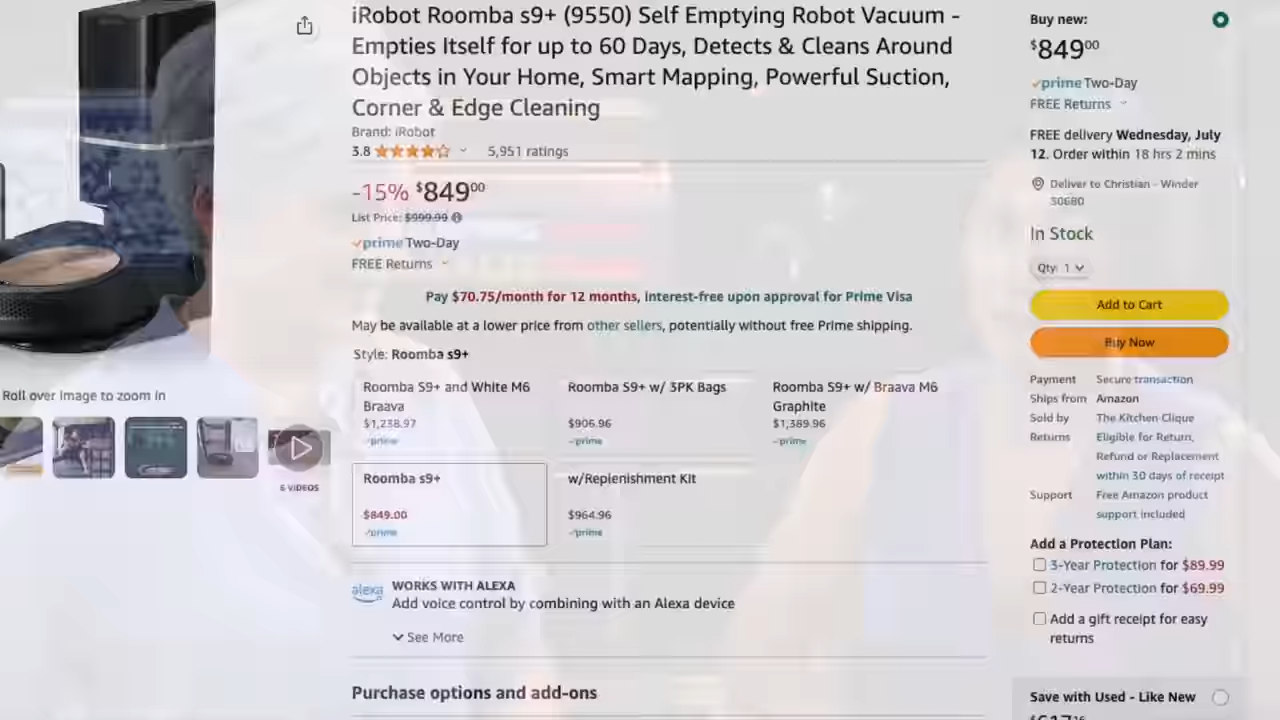 iRobot Roomba s9+ (9550) Self Emptying Robot Vacuum -
Empties Itself for up to 60 Days, Detects & Cleans Around
Objects in Your Home, Smart Mapping, Powerful Suction,
Corner & Edge Cleaning
Brand: iRobot
3.8
5,951 ratings
-15% $84900
List Price: $999.99
prime Two-Day
FREE Returns
Pay $70.75/month for 12 months, interest-free upon approval for Prime Visa
May be available at a lower price from other sellers, potentially without free Prime shipping.
Style: Roomba s9+
Roomba S9+ and White M6
Braava
$1,238.97
prime
Roomba S9+ w/ 3PK Bags
$906.96
prime
Roomba S9+ w/ Braava M6
Graphite
$1,389.96
prime
Roomba s9+
$849.00
prime
w/Replenishment Kit
$964.96
prime
alexa
WORKS WITH ALEXA
Add voice control by combining with an Alexa device
See More
Purchase options and add-ons
Roll over image to zoom in
6 VIDEOS
Buy new:
$84900
prime Two-Day
FREE Returns
FREE delivery Wednesday, July
12. Order within 18 hrs 2 mins
Deliver to Christian - Winder
30680
In Stock
Qty: 1
Add to Cart
Buy Now
Payment Secure transaction
Ships from Amazon
Sold by The Kitchen Clique
Returns Eligible for Return,
Refund or Replacement
within 30 days of receipt
Support Free Amazon product
support included
Add a Protection Plan:
3-Year Protection for $89.99
2-Year Protection for $69.99
Add a gift receipt for easy
returns
Save with Used - Like New